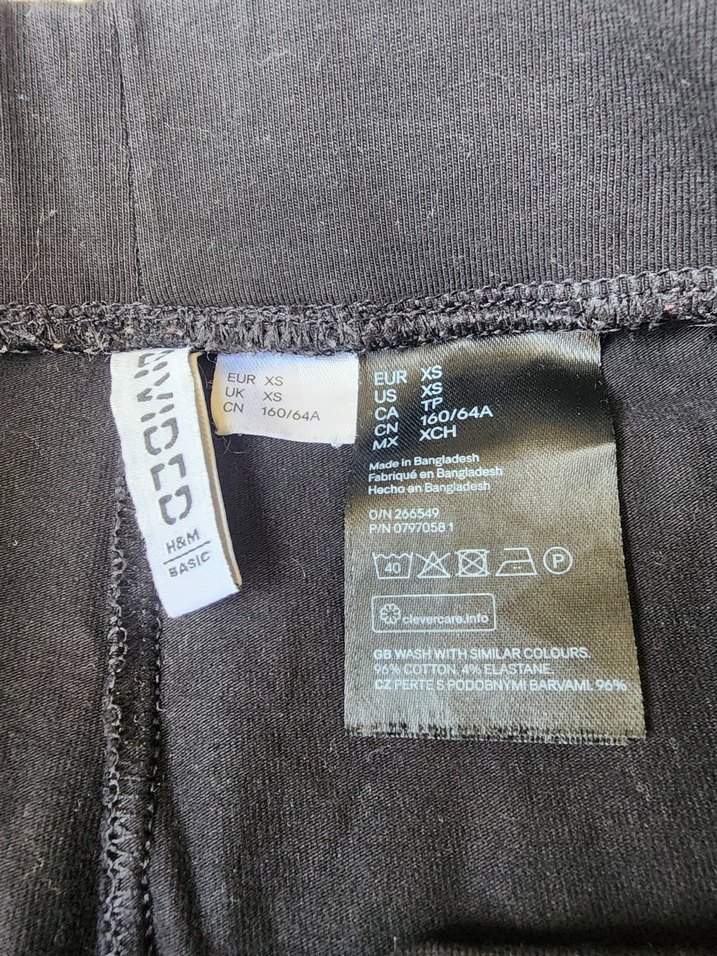 DIVIDED
H&M
BASIC
EUR XS
UK XS
CN 160/64A
EUR XS
US XS
CA TP
CN 160/64A
MX XCH
Made in Bangladesh
Fabriqué en Bangladesh
Hecho en Bangladesh
O/N 266549
P/N 0797058 1
40
P
clevercare.info
GB WASH WITH SIMILAR COLOURS.
96% COTTON, 4% ELASTANE.
CZ PERTE S PODOBNÝMI BARVAMI. 96%